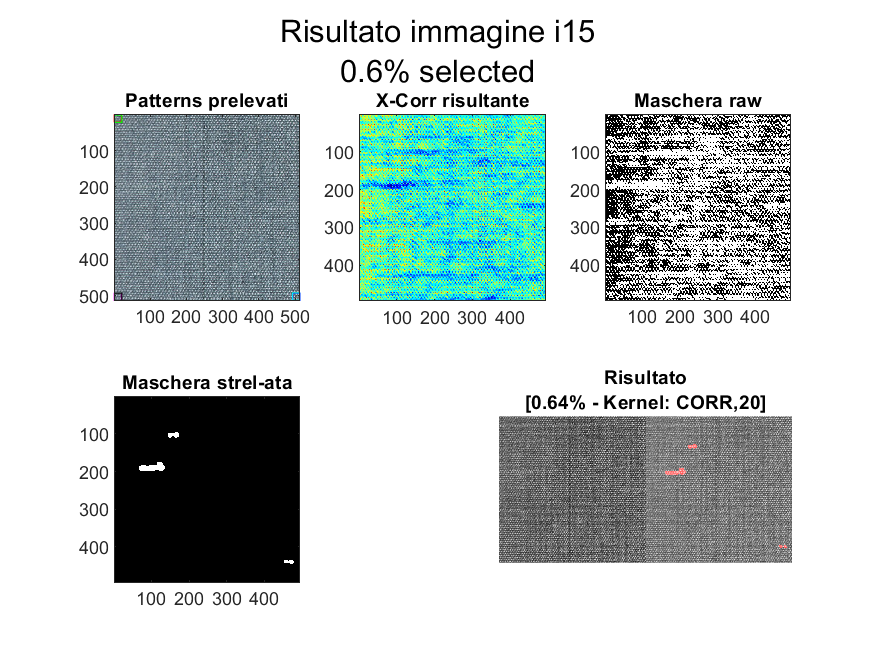 Risultato immagine i15
0.6% selected
Patterns prelevati
100
200
300
400
500
100 200 300 400 500
X-Corr risultante
100
200
300
400
100 200 300 400
Maschera raw
100
200
300
400
100 200 300 400
Maschera strel-ata
100
200
300
400
100 200 300 400
Risultato
[0.64% - Kernel: CORR,20]